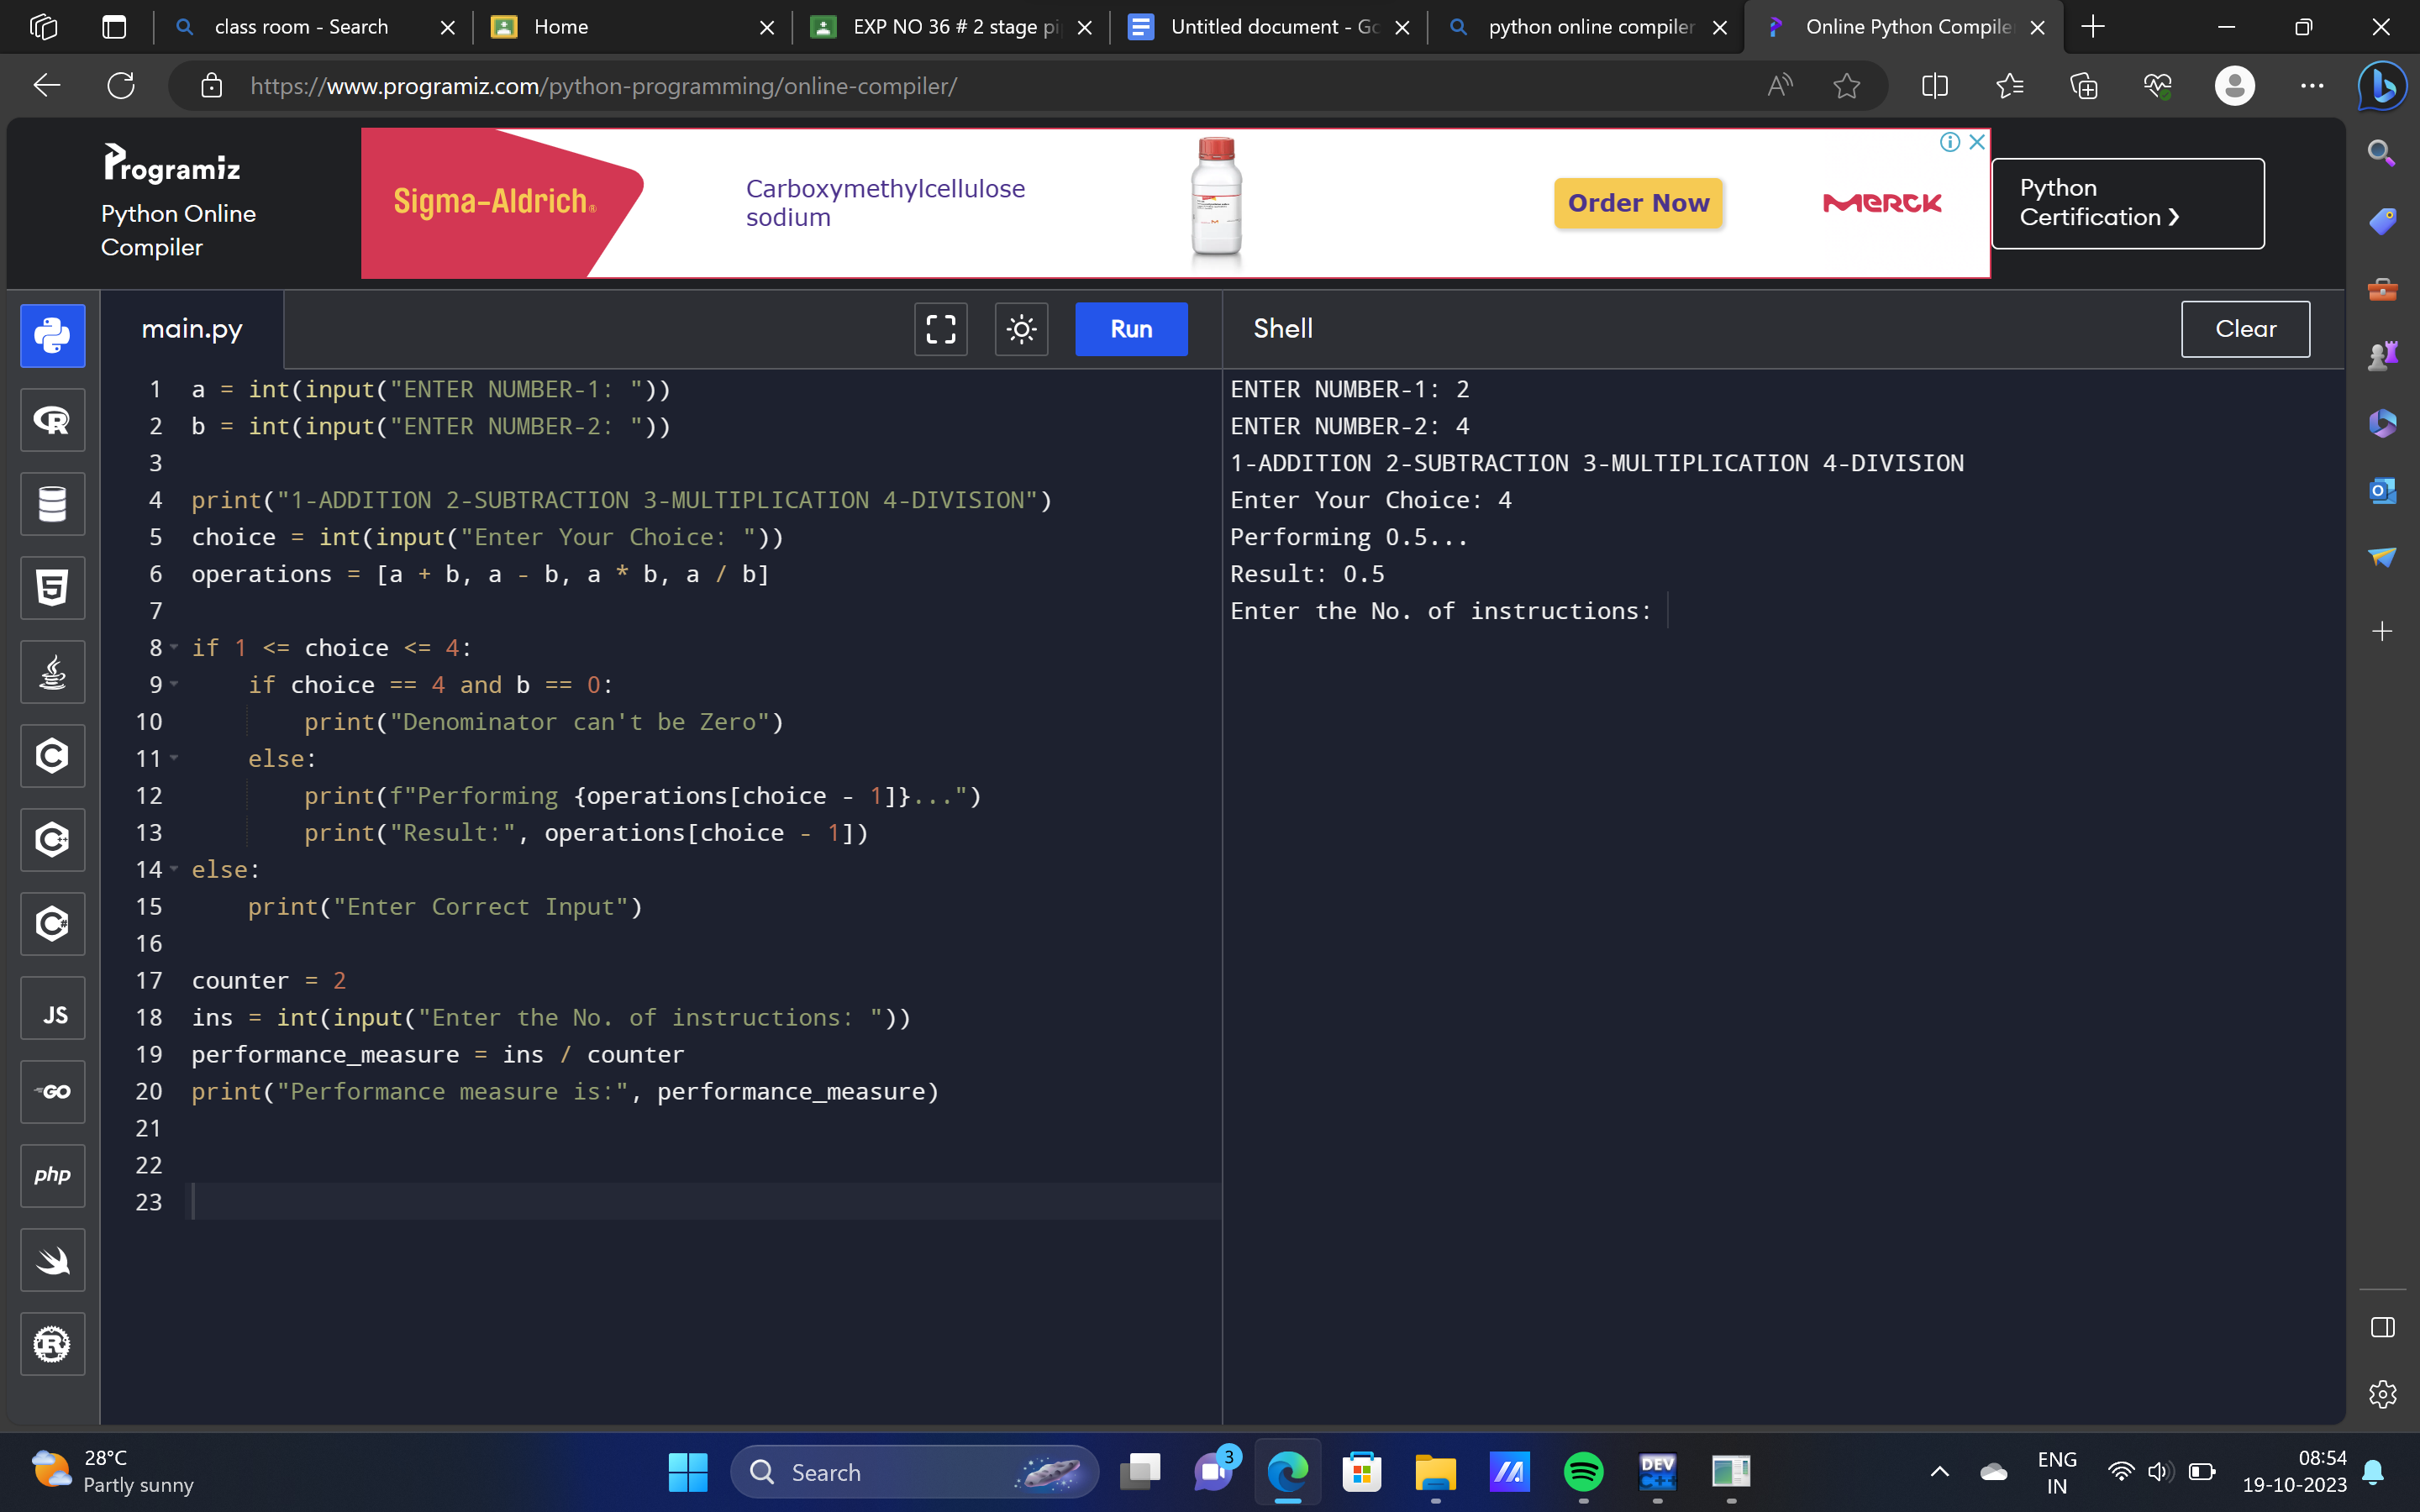 class room - Search
Home
EXP NO 36 # 2 stage pi
Untitled document - Go
python online compiler
Online Python Compile
https://www.programiz.com/python-programming/online-compiler/
Programiz
Python Online
Compiler
Sigma-Aldrich®
Carboxymethylcellulose
sodium
Order Now
MERCK
Python
Certification ❯
main.py
Run
Shell
Clear
1 a = int(input("ENTER NUMBER-1: "))
2 b = int(input("ENTER NUMBER-2: "))
3
4 print("1-ADDITION 2-SUBTRACTION 3-MULTIPLICATION 4-DIVISION")
5 choice = int(input("Enter Your Choice: "))
6 operations = [a + b, a - b, a * b, a / b]
7
8 if 1 <= choice <= 4:
9     if choice == 4 and b == 0:
10         print("Denominator can't be Zero")
11     else:
12         print(f"Performing {operations[choice - 1]}...")
13         print("Result:", operations[choice - 1])
14 else:
15     print("Enter Correct Input")
16
17 counter = 2
18 ins = int(input("Enter the No. of instructions: "))
19 performance_measure = ins / counter
20 print("Performance measure is:", performance_measure)
21
22
23
ENTER NUMBER-1: 2
ENTER NUMBER-2: 4
1-ADDITION 2-SUBTRACTION 3-MULTIPLICATION 4-DIVISION
Enter Your Choice: 4
Performing 0.5...
Result: 0.5
Enter the No. of instructions:
R
5
C
C++
C#
JS
GO
php
R
28°C
Partly sunny
Search
3
DEV
C++
ENG
IN
08:54
19-10-2023